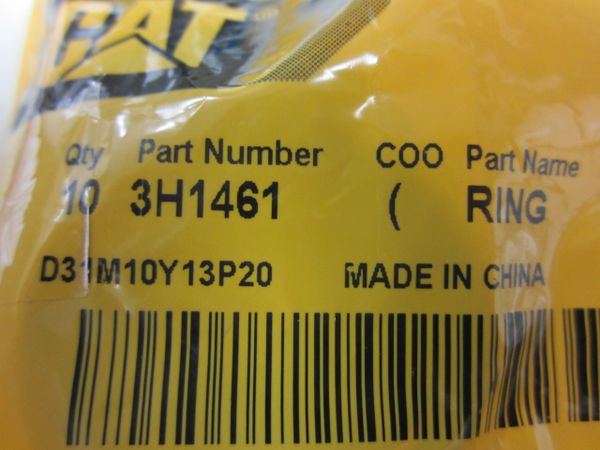 CAT
Qty Part Number COO Part Name
10 3H1461 ( RING
D31M10Y13P20 MADE IN CHINA